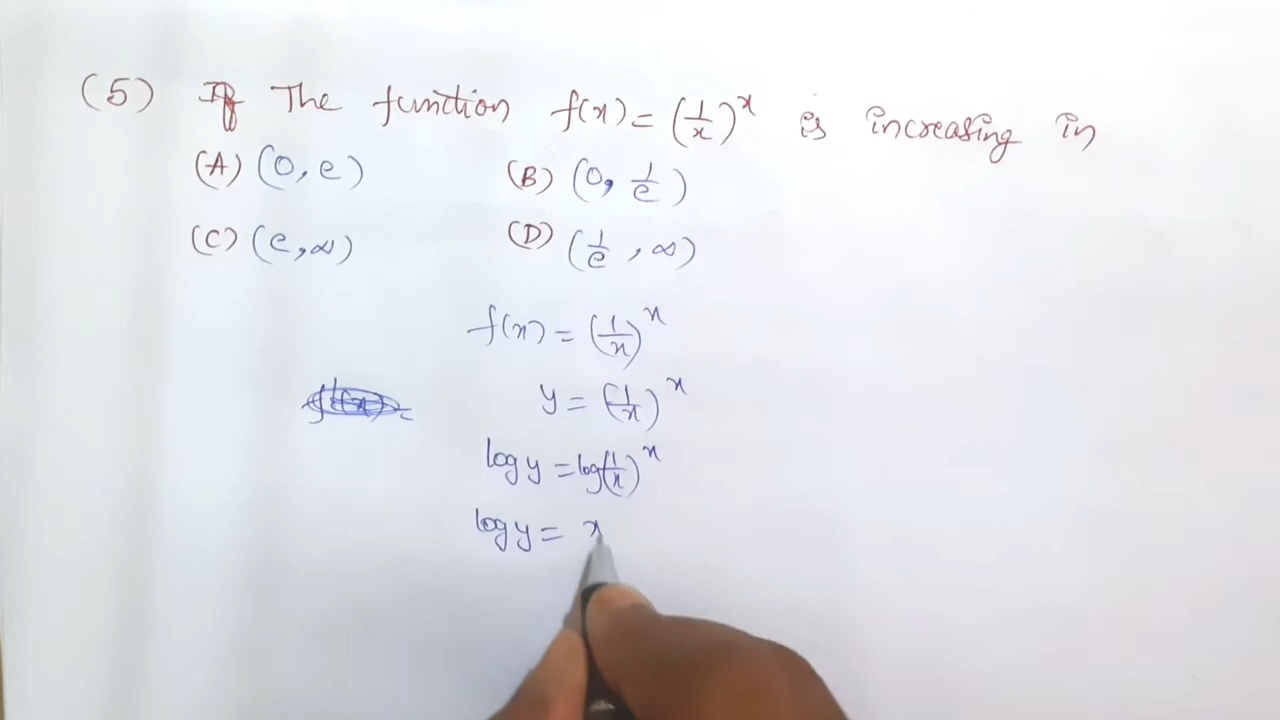 (5) If The function f(x) = (1/x)^x is increasing in
(A) (0, e) (B) (0, 1/e)
(C) (e, ∞) (D) (1/e, ∞)
f(x) = (1/x)^x
y = (1/x)^x
log y = log(1/x)^x
log y = x